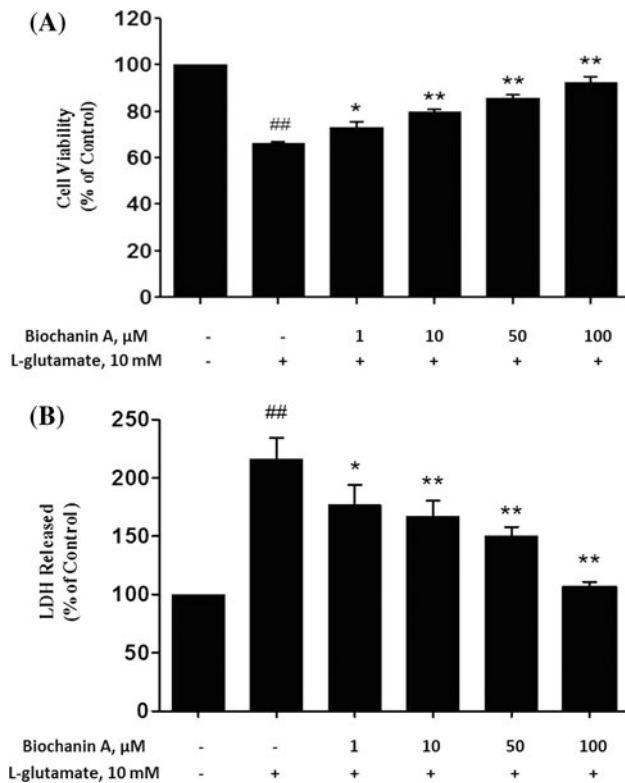 (A)
120
100
80
60
40
20
0
Cell Viability
(% of Control)
##
*
**
**
**
Biochanin A, μM - - 1 10 50 100
L-glutamate, 10 mM - + + + + +
(B)
250
200
150
100
50
0
LDH Released
(% of Control)
##
*
**
**
**
Biochanin A, μM - - 1 10 50 100
L-glutamate, 10 mM - + + + + +